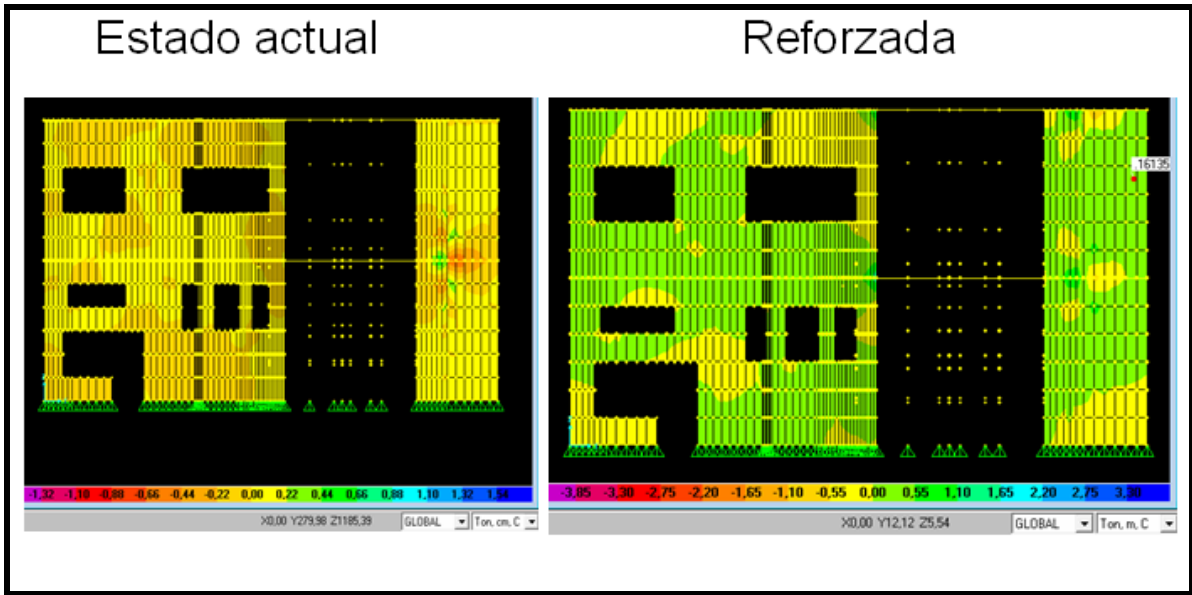 Estado actual
Reforzada
,16135
-1,32 -1,10 -0,88 -0,66 -0,44 -0,22 0,00 0,22 0,44 0,66 0,88 1,10 1,32 1,54
-3,85 -3,30 -2,75 -2,20 -1,65 -1,10 -0,55 0,00 0,55 1,10 1,65 2,20 2,75 3,30
X0,00 Y279,98 Z1185,39 GLOBAL Ton, cm, C
X0,00 Y12,12 Z5,54 GLOBAL Ton, m, C